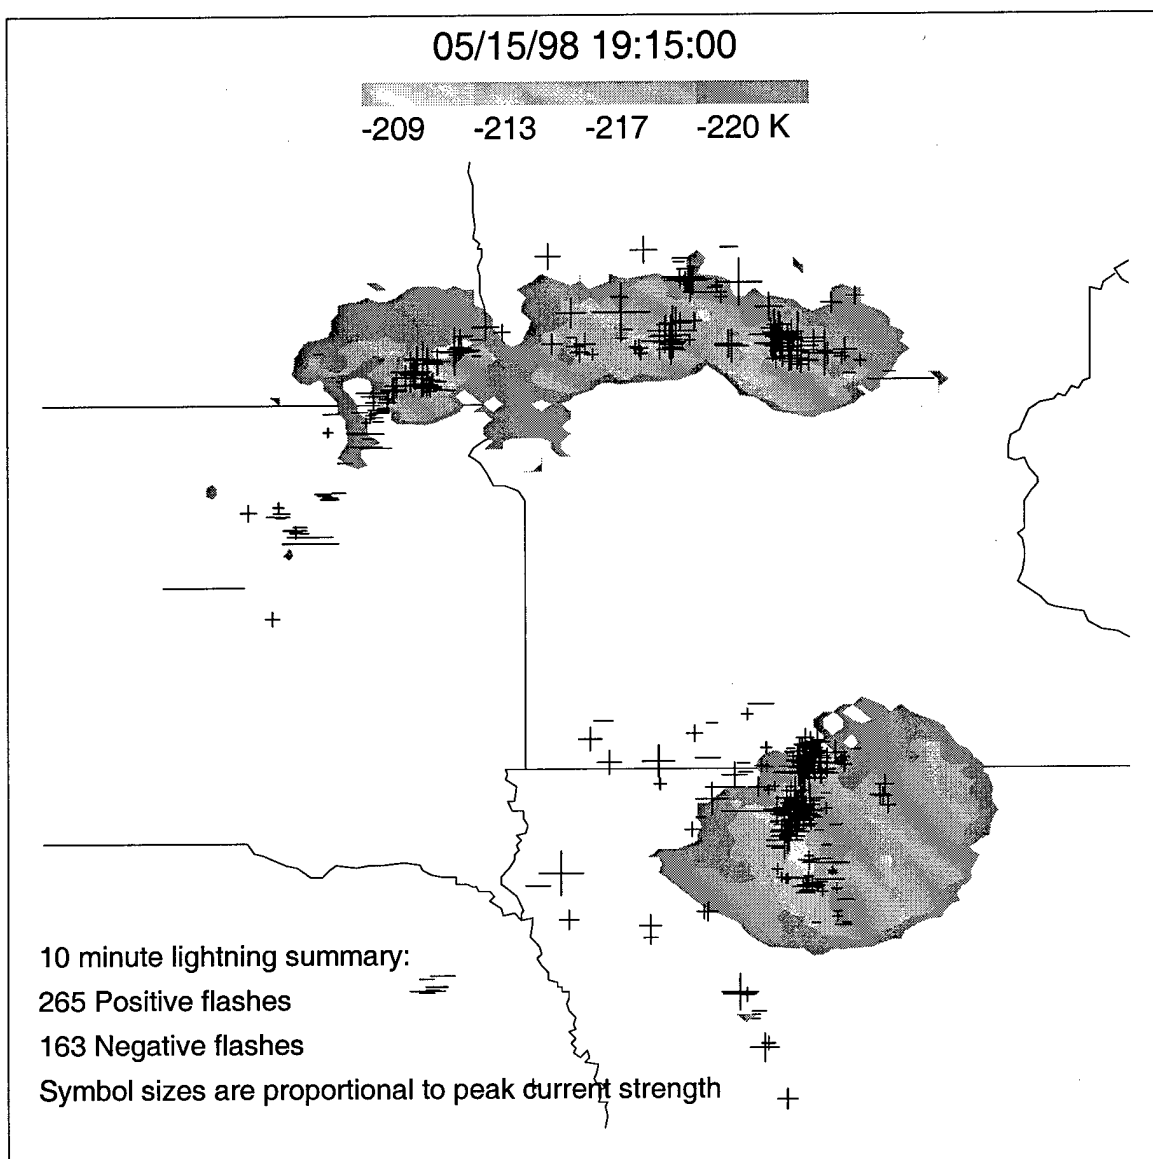 05/15/98 19:15:00
-209 -213 -217 -220 K
10 minute lightning summary:
265 Positive flashes
163 Negative flashes
Symbol sizes are proportional to peak current strength